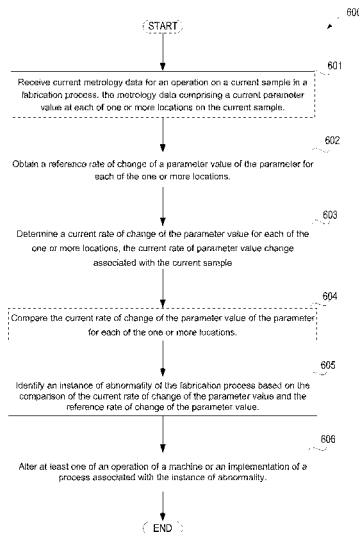 600
START
601
Receive current metrology data for an operation on a current sample in a
fabrication process, the metrology data comprising a current parameter
value at each of one or more locations on the current sample.
602
Obtain a reference rate of change of a parameter value of the parameter for
each of the one or more locations.
603
Determine a current rate of change of the parameter value for each of the
one or more locations, the current rate of parameter value change
associated with the current sample
604
Compare the current rate of change of the parameter value of the parameter
for each of the one or more locations.
605
Identify an instance of abnormality of the fabrication process based on the
comparison of the current rate of change of the parameter value and the
reference rate of change of the parameter value.
606
Alter at least one of an operation of a machine or an implementation of a
process associated with the instance of abnormality.
END